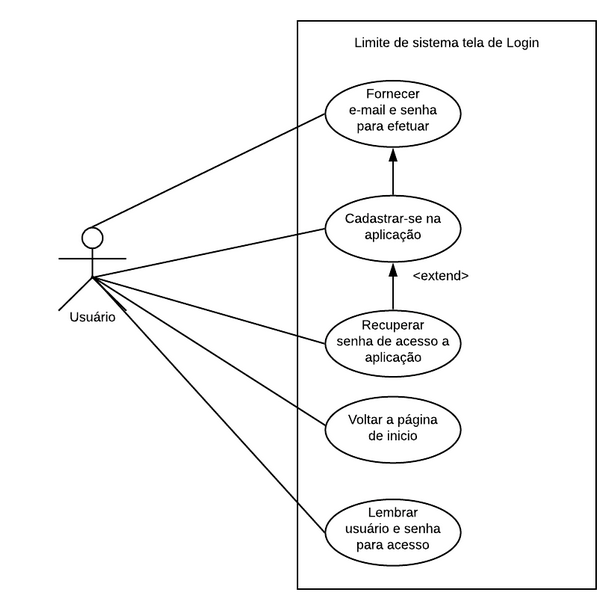 Limite de sistema tela de Login
Fornecer
e-mail e senha
para efetuar
Cadastrar-se na
aplicação
<extend>
Usuário
Recuperar
senha de acesso a
aplicação
Voltar a página
de inicio
Lembrar
usuário e senha
para acesso